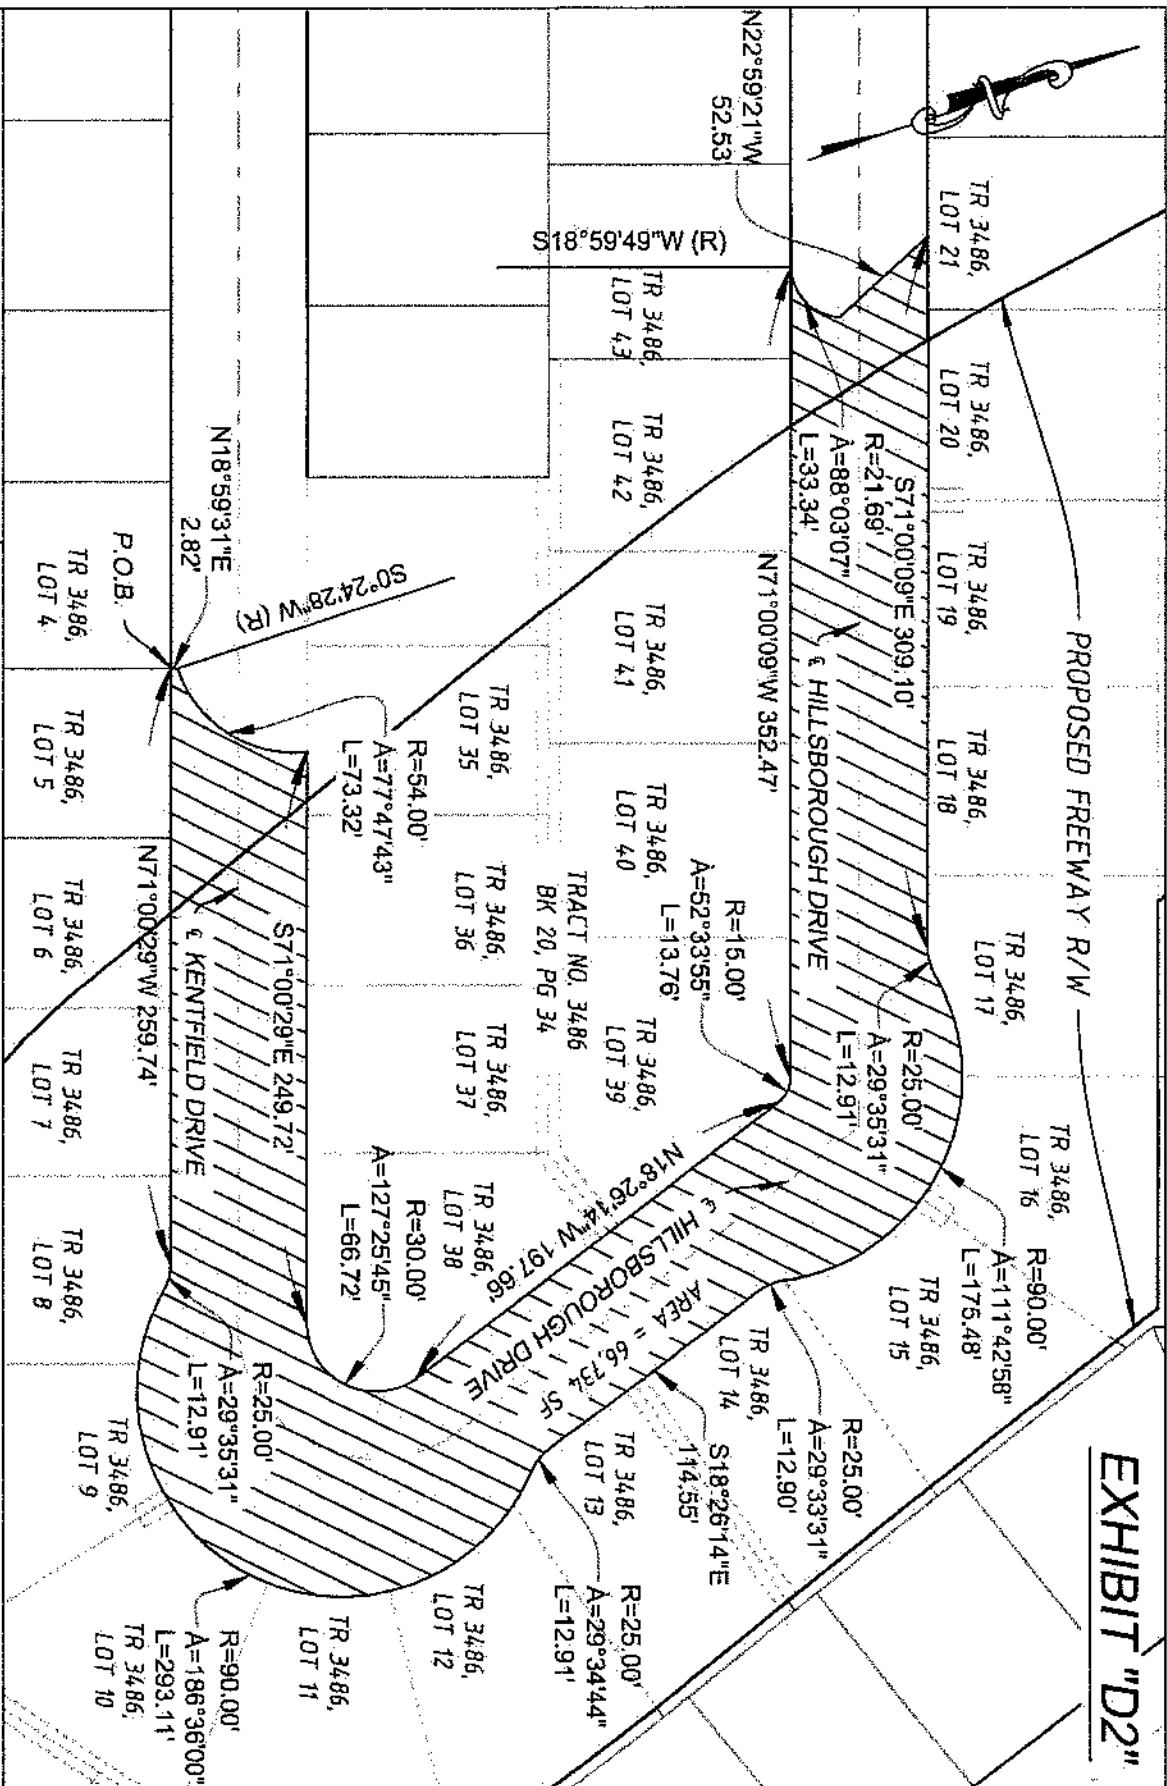 EXHIBIT "D2"
PROPOSED FREEWAY R/W
TR 3486,
LOT 21
TR 3486,
LOT 20
TR 3486,
LOT 19
TR 3486,
LOT 18
TR 3486,
LOT 17
TR 3486,
LOT 16
TR 3486,
LOT 15
TR 3486,
LOT 14
TR 3486,
LOT 13
TR 3486,
LOT 12
TR 3486,
LOT 11
TR 3486,
LOT 10
TR 3486,
LOT 9
TR 3486,
LOT 8
TR 3486,
LOT 7
TR 3486,
LOT 6
TR 3486,
LOT 5
TR 3486,
LOT 4
N22°59'21"W
52.53'
S18°59'49"W (R)
R=21.69'
Δ=88°03'07"
L=33.34'
S71°00'09"E 309.10'
HILLSBOROUGH DRIVE
N71°00'09"W 352.47'
R=25.00'
Δ=29°35'31"
L=12.91'
R=90.00'
Δ=111°42'58"
L=175.48'
R=25.00'
Δ=29°33'31"
L=12.90'
S18°26'14"E
114.55'
R=25.00'
Δ=29°34'44"
L=12.91'
R=90.00'
Δ=186°36'00"
L=293.11'
R=15.00'
Δ=52°33'55"
L=13.76'
N18°26'14"W 197.66'
HILLSBOROUGH DRIVE
AREA = 66,734 SF
TR 3486,
LOT 43
TR 3486,
LOT 42
TR 3486,
LOT 41
TR 3486,
LOT 40
TR 3486,
LOT 39
TRACT NO. 3486
BK 20, PG 34
TR 3486,
LOT 35
TR 3486,
LOT 36
TR 3486,
LOT 37
TR 3486,
LOT 38
R=30.00'
Δ=127°25'45"
L=66.72'
R=54.00'
Δ=77°47'43"
L=73.32'
S0°24'28"W (R)
N18°59'31"E
2.82'
P.O.B.
S71°00'29"E 249.72'
KENTFIELD DRIVE
N71°00'29"W 259.74'
R=25.00'
Δ=29°35'31"
L=12.91'